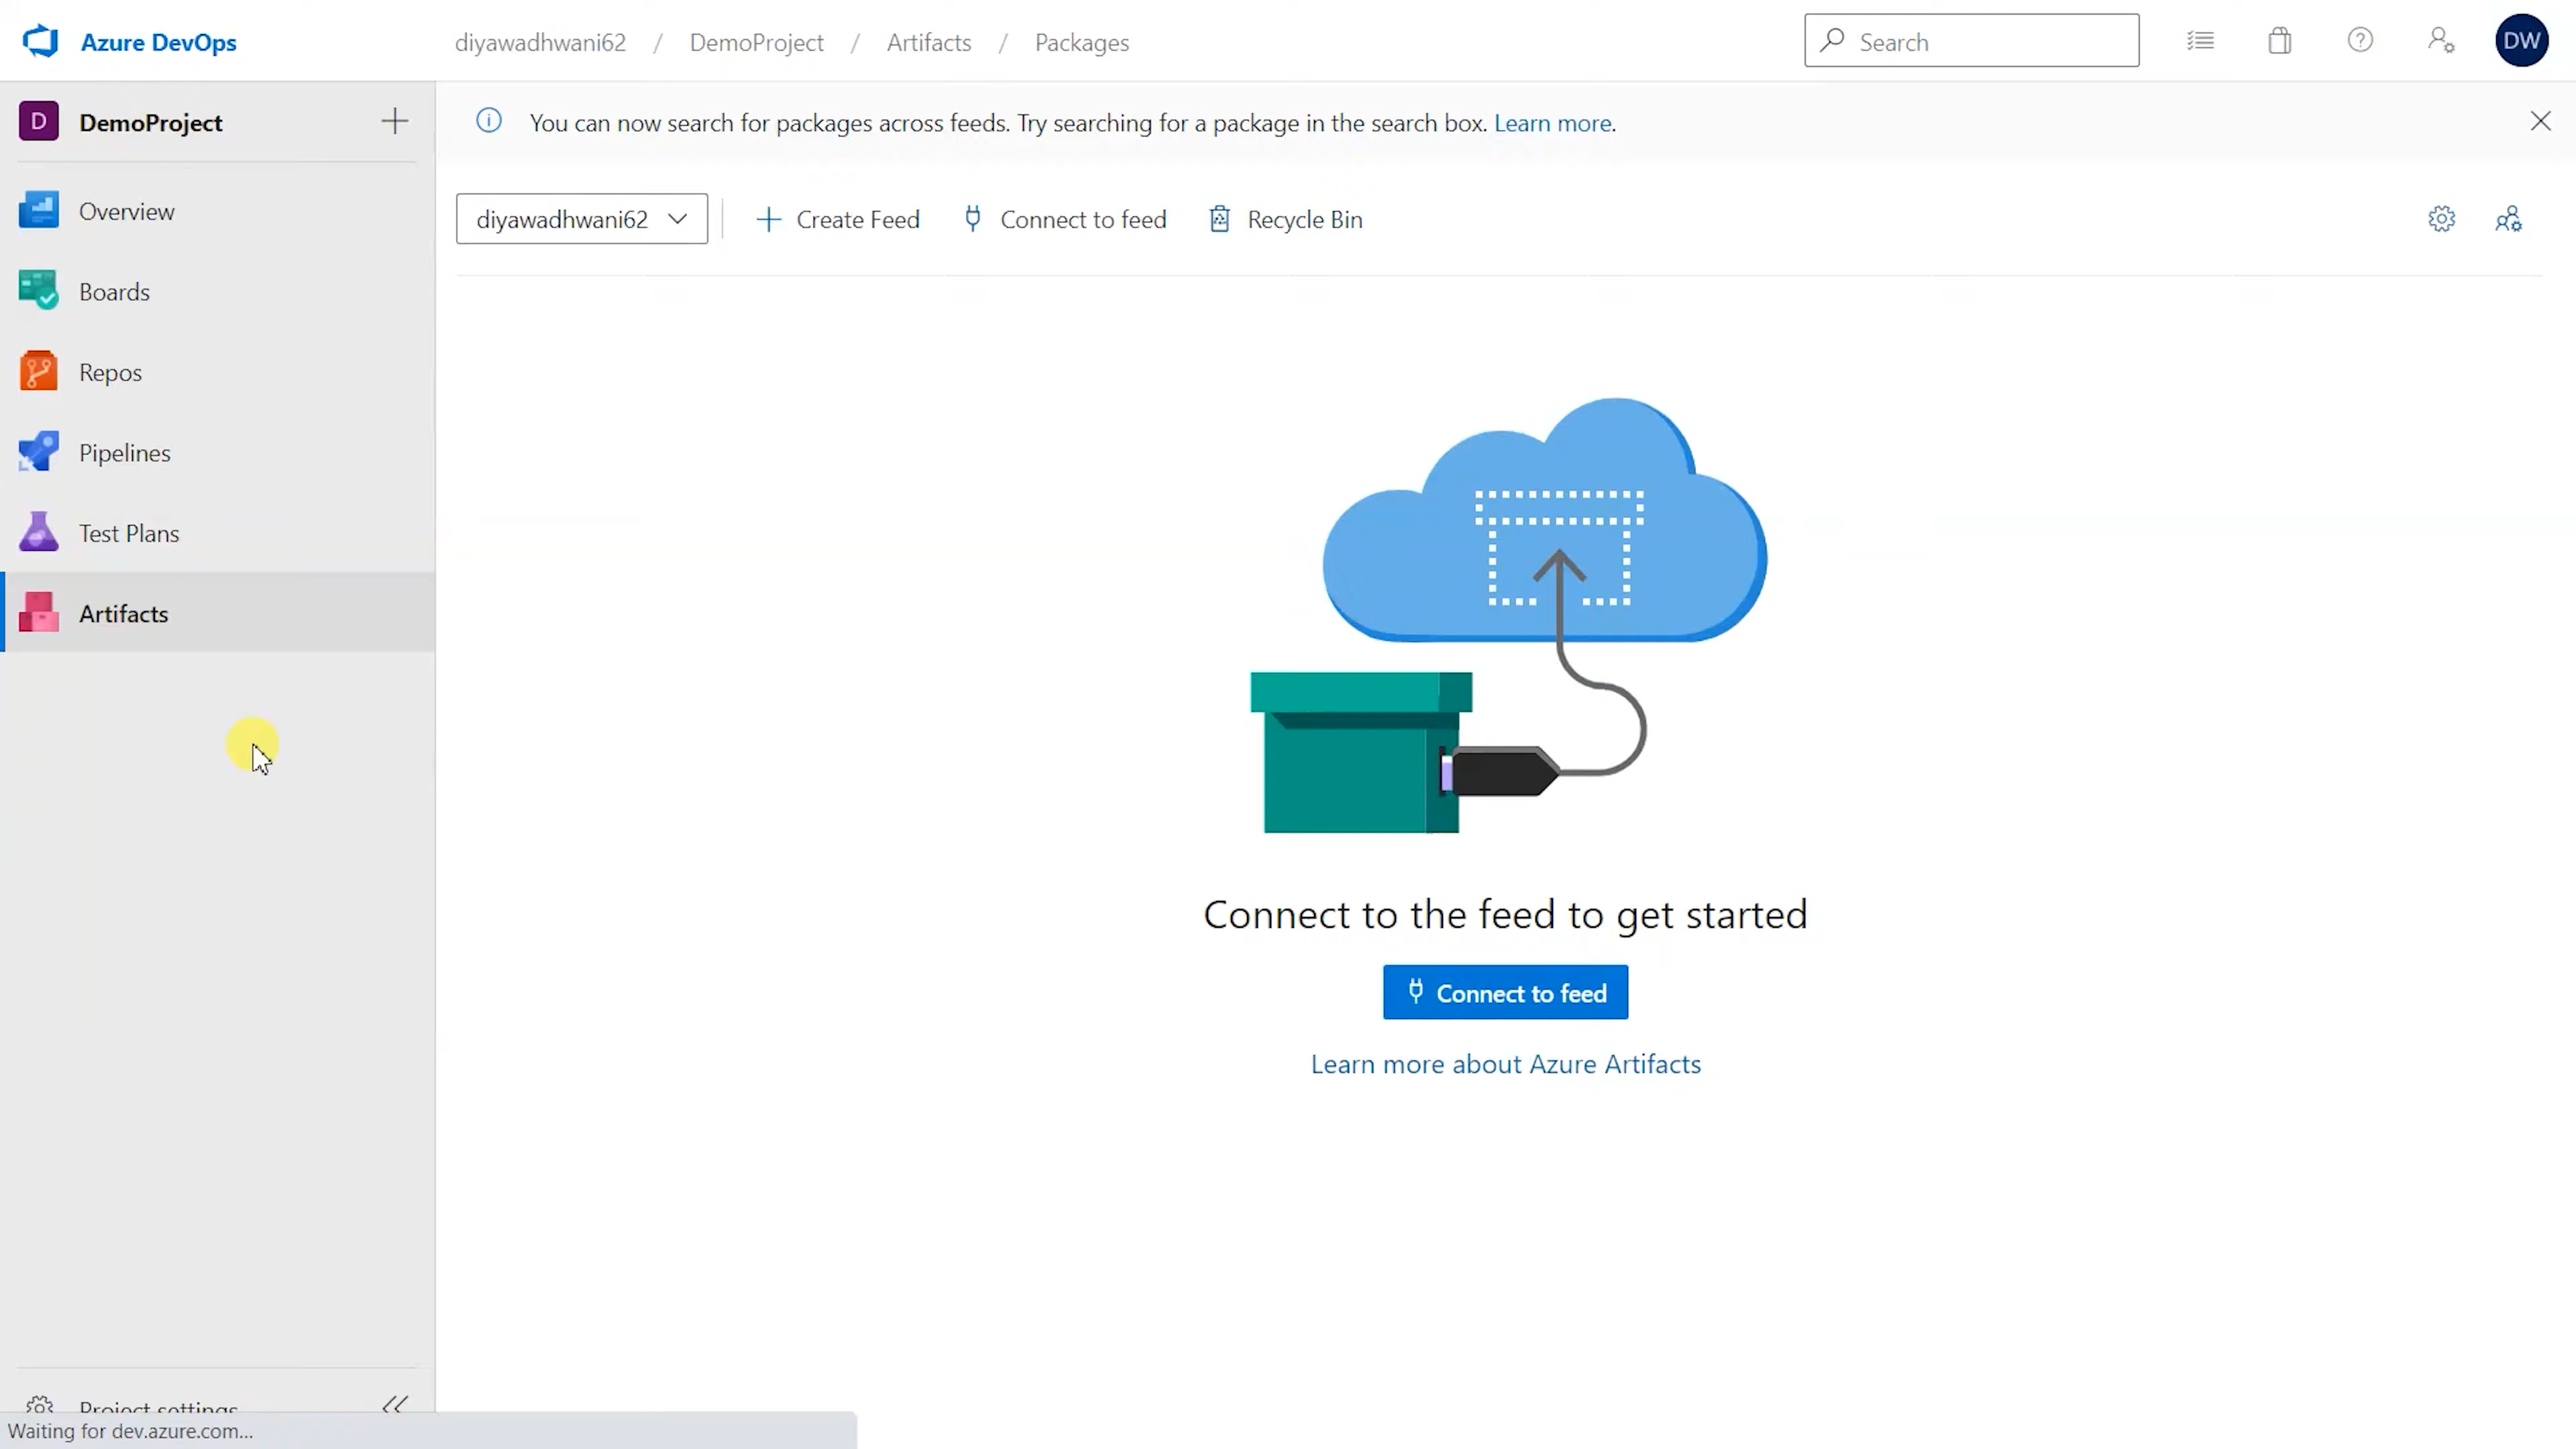 Azure DevOps
diyawadhwani62 / DemoProject / Artifacts / Packages
Search
DW
D DemoProject
Overview
Boards
Repos
Pipelines
Test Plans
Artifacts
Project settings
Waiting for dev.azure.com...
You can now search for packages across feeds. Try searching for a package in the search box. Learn more.
diyawadhwani62
Create Feed
Connect to feed
Recycle Bin
Connect to the feed to get started
Connect to feed
Learn more about Azure Artifacts